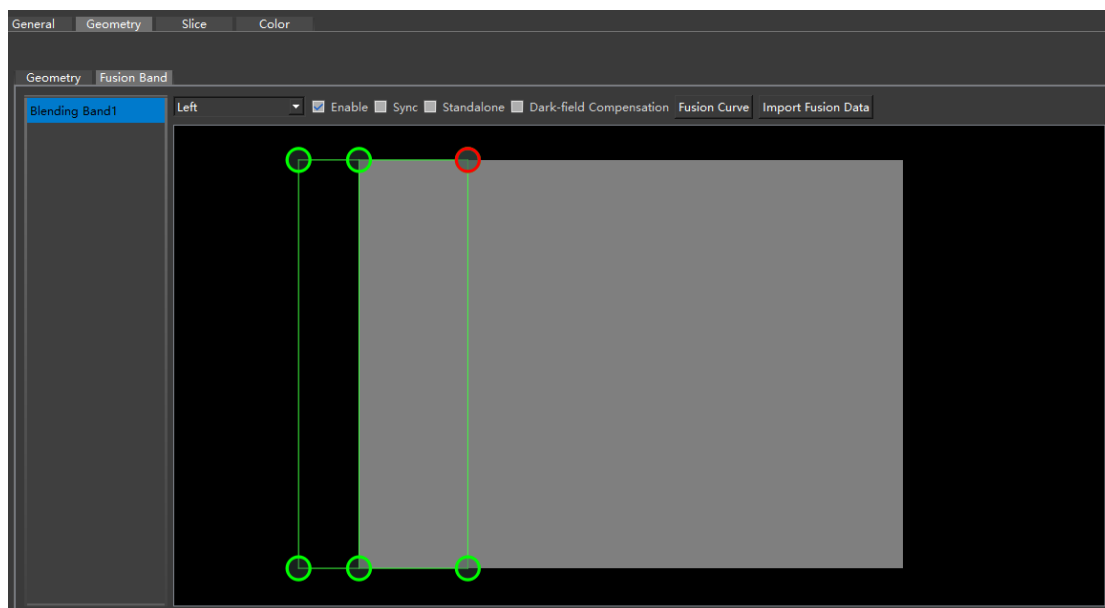 General Geometry Slice Color
Geometry Fusion Band
Blending Band1
Left Enable Sync Standalone Dark-field Compensation Fusion Curve Import Fusion Data